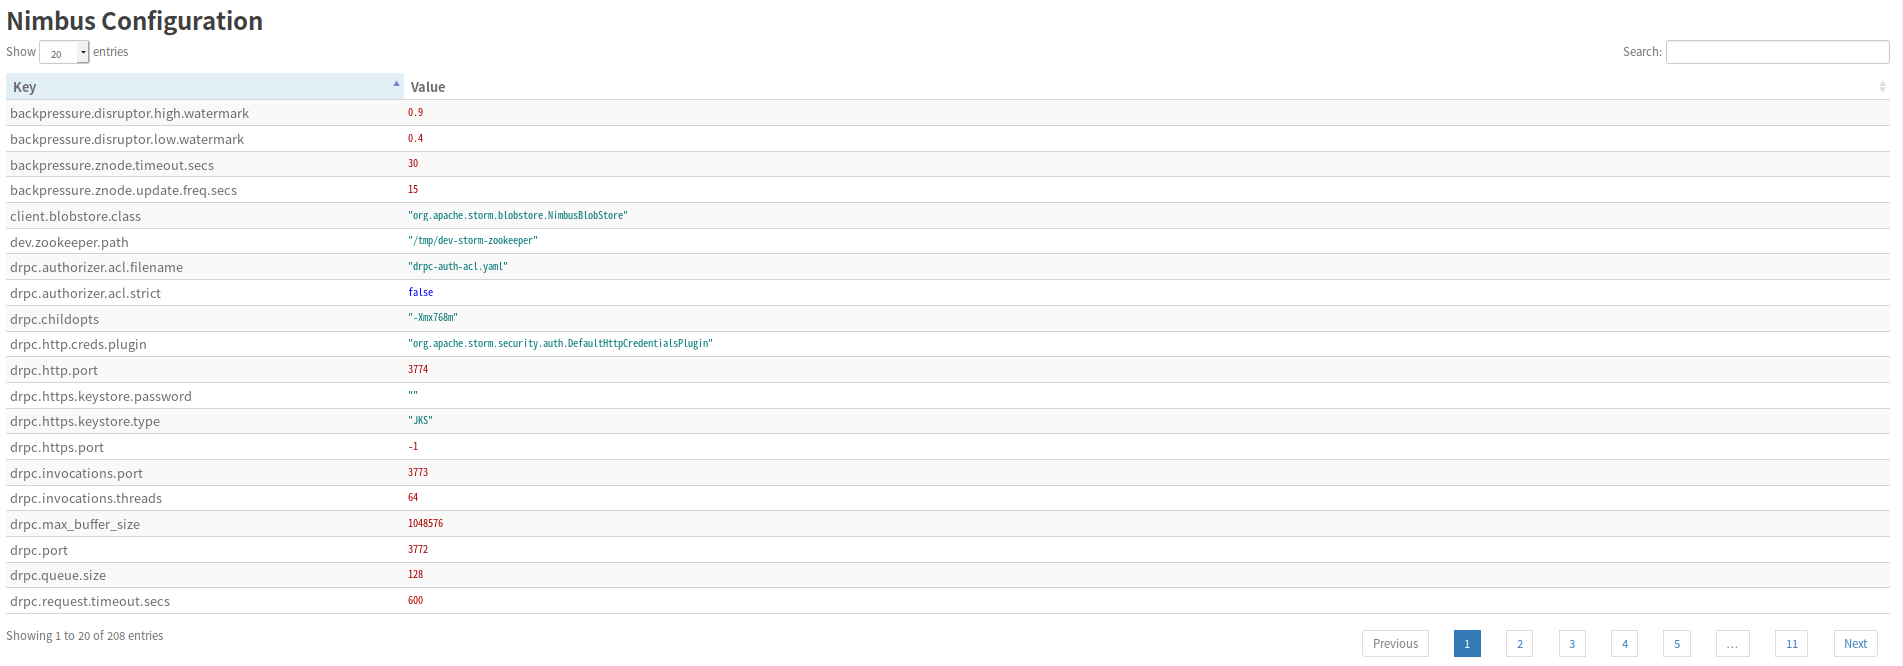 Nimbus Configuration
Show 20 entries Search:
Key Value
backpressure.disruptor.high.watermark 0.9
backpressure.disruptor.low.watermark 0.4
backpressure.znode.timeout.secs 30
backpressure.znode.update.freq.secs 15
client.blobstore.class "org.apache.storm.blobstore.NimbusBlobStore"
dev.zookeeper.path "/tmp/dev-storm-zookeeper"
drpc.authorizer.acl.filename "drpc-auth-acl.yaml"
drpc.authorizer.acl.strict false
drpc.childopts "-Xmx768m"
drpc.http.creds.plugin "org.apache.storm.security.auth.DefaultHttpCredentialsPlugin"
drpc.http.port 3774
drpc.https.keystore.password ""
drpc.https.keystore.type "JKS"
drpc.https.port -1
drpc.invocations.port 3773
drpc.invocations.threads 64
drpc.max_buffer_size 1048576
drpc.port 3772
drpc.queue.size 128
drpc.request.timeout.secs 600
Showing 1 to 20 of 208 entries Previous 1 2 3 4 5 … 11 Next